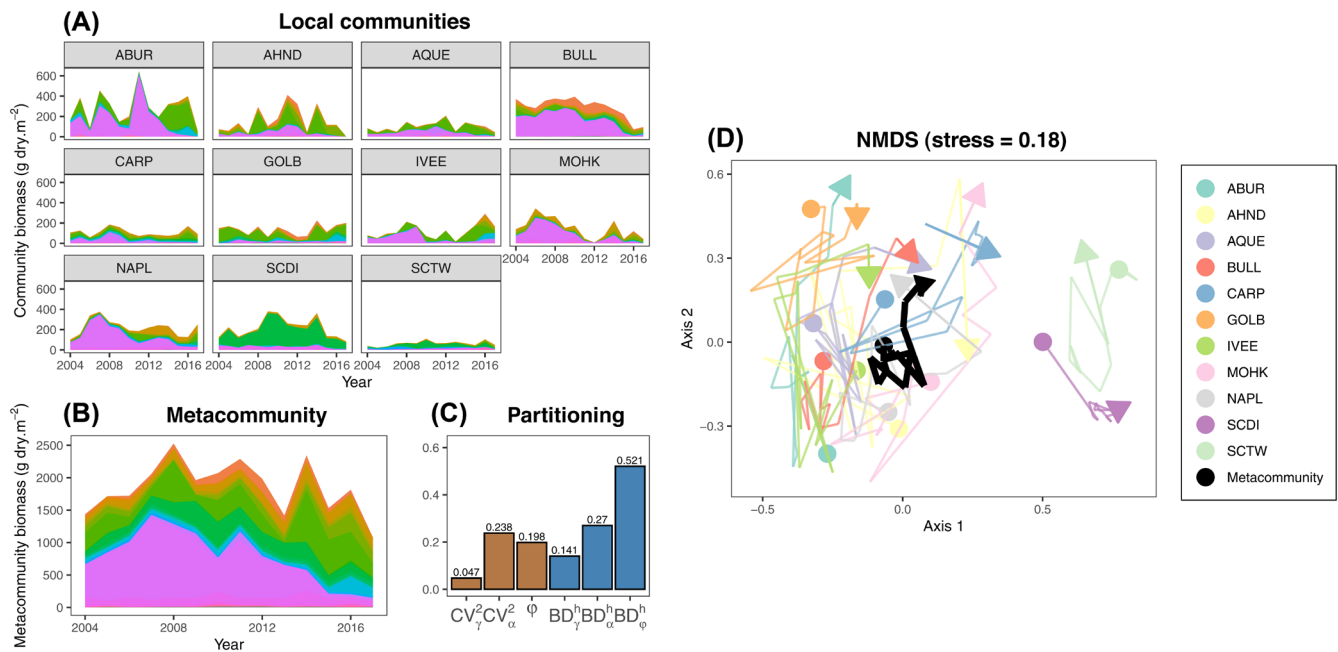 (A) Local communities
ABUR AHND AQUE BULL
600
400
200
0
CARP GOLB IVEE MOHK
600
400
200
0
2004 2008 2012 2016
NAPL SCDI SCTW
600
400
200
0
2004 2008 2012 2016 2004 2008 2012 2016 2004 2008 2012 2016
Community biomass (g dry.m⁻²)
Year
(B) Metacommunity
2500
2000
1500
1000
500
0
2004 2008 2012 2016
Metacommunity biomass (g dry.m⁻²)
Year
(C) Partitioning
0.6
0.4
0.2
0.0
0.047 0.238 0.198 0.141 0.27 0.521
CV²γ CV²α φ BDʰγ BDʰα BDʰφ
(D) NMDS (stress = 0.18)
0.6
0.3
0.0
−0.3
−0.5 0.0 0.5
Axis 2
Axis 1
ABUR
AHND
AQUE
BULL
CARP
GOLB
IVEE
MOHK
NAPL
SCDI
SCTW
Metacommunity